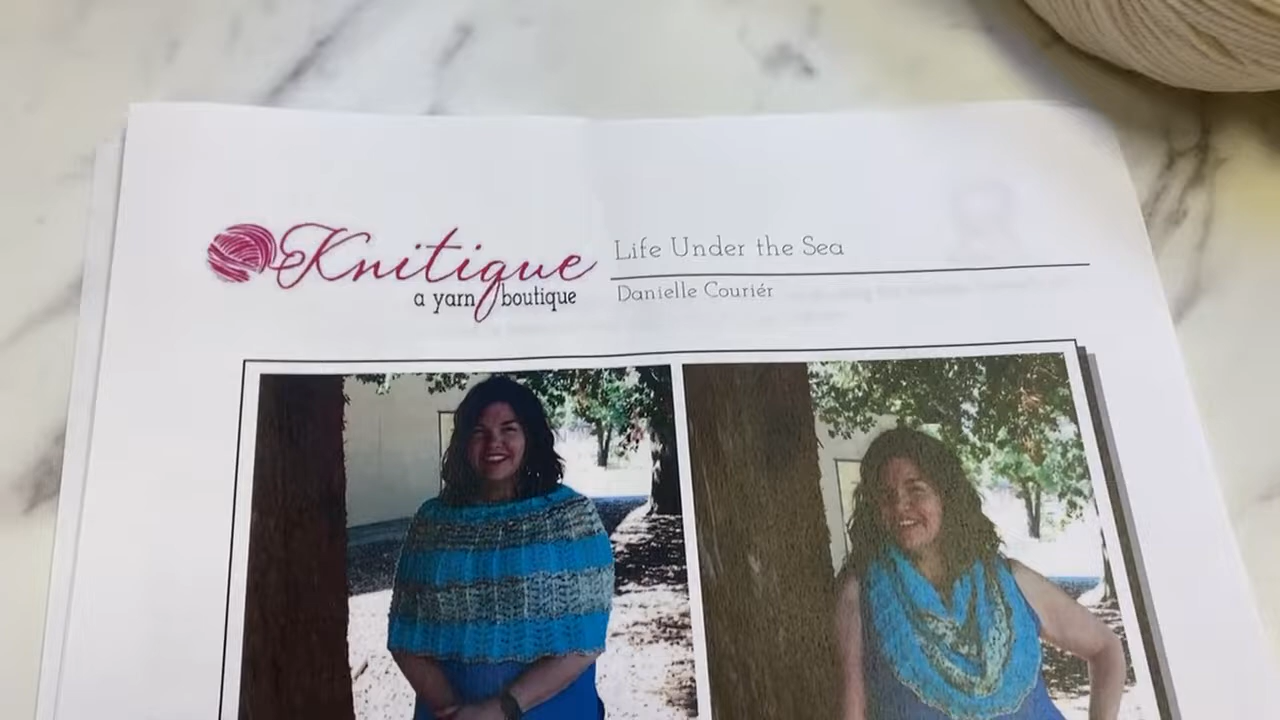 Knitique
a yarn boutique
Life Under the Sea
Danielle Couriér